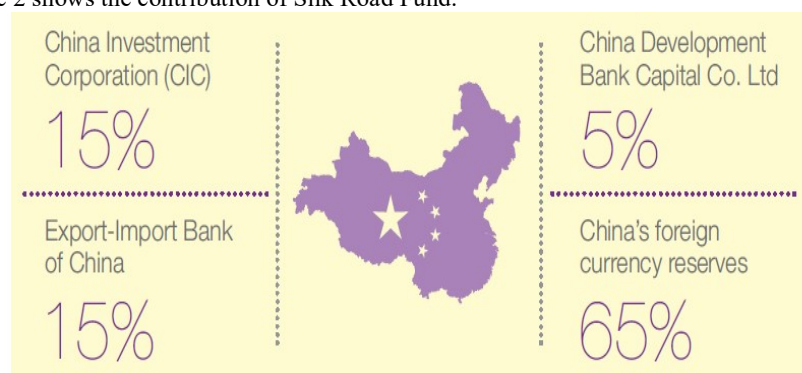 2 shows the contribution of Silk Road Fund.
China Investment
Corporation (CIC)
15%
Export-Import Bank
of China
15%
China Development
Bank Capital Co. Ltd
5%
China's foreign
currency reserves
65%